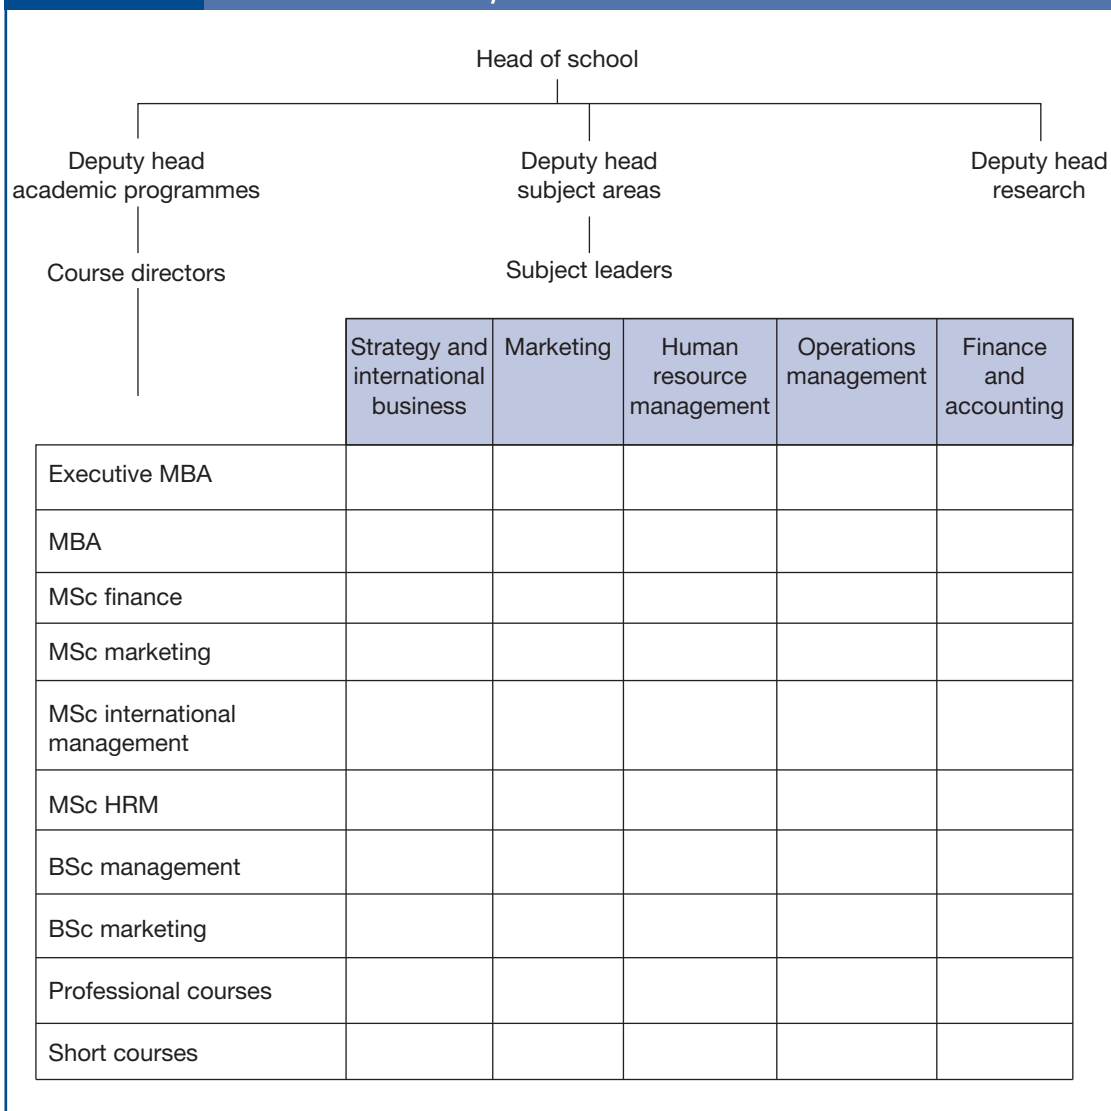 Head of school
Deputy head
academic programmes
Deputy head
subject areas
Deputy head
research
Course directors
Subject leaders
Strategy and
international
business
Marketing
Human
resource
management
Operations
management
Finance
and
accounting
Executive MBA
MBA
MSc finance
MSc marketing
MSc international
management
MSc HRM
BSc management
BSc marketing
Professional courses
Short courses